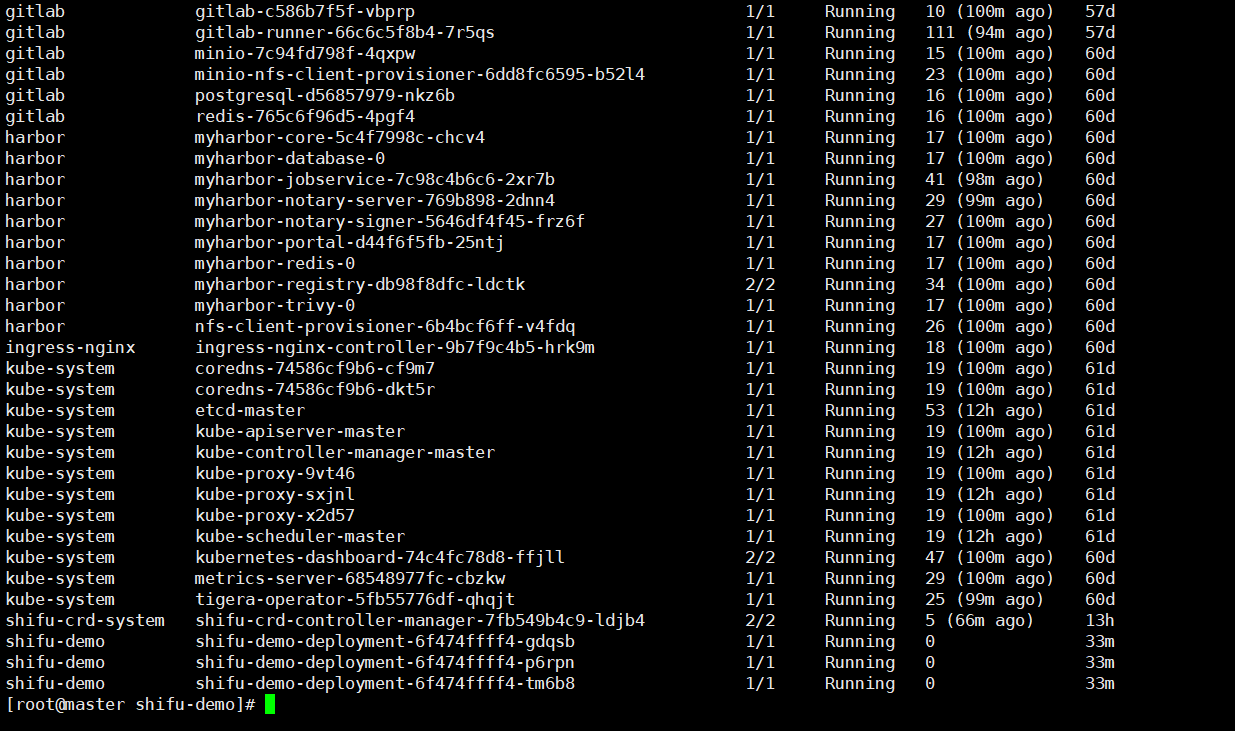 gitlab gitlab-c586b7f5f-vbprp 1/1 Running 10 (100m ago) 57d
gitlab gitlab-runner-66c6c5f8b4-7r5qs 1/1 Running 111 (94m ago) 57d
gitlab minio-7c94fd798f-4qxpw 1/1 Running 15 (100m ago) 60d
gitlab minio-nfs-client-provisioner-6dd8fc6595-b52l4 1/1 Running 23 (100m ago) 60d
gitlab postgresql-d56857979-nkz6b 1/1 Running 16 (100m ago) 60d
gitlab redis-765c6f96d5-4pgf4 1/1 Running 16 (100m ago) 60d
harbor myharbor-core-5c4f7998c-chcv4 1/1 Running 17 (100m ago) 60d
harbor myharbor-database-0 1/1 Running 17 (100m ago) 60d
harbor myharbor-jobservice-7c98c4b6c6-2xr7b 1/1 Running 41 (98m ago) 60d
harbor myharbor-notary-server-769b898-2dnn4 1/1 Running 29 (99m ago) 60d
harbor myharbor-notary-signer-5646df4f45-frz6f 1/1 Running 27 (100m ago) 60d
harbor myharbor-portal-d44f6f5fb-25ntj 1/1 Running 17 (100m ago) 60d
harbor myharbor-redis-0 1/1 Running 17 (100m ago) 60d
harbor myharbor-registry-db98f8dfc-ldctk 2/2 Running 34 (100m ago) 60d
harbor myharbor-trivy-0 1/1 Running 17 (100m ago) 60d
harbor nfs-client-provisioner-6b4bcf6ff-v4fdq 1/1 Running 26 (100m ago) 60d
ingress-nginx ingress-nginx-controller-9b7f9c4b5-hrk9m 1/1 Running 18 (100m ago) 60d
kube-system coredns-74586cf9b6-cf9m7 1/1 Running 19 (100m ago) 61d
kube-system coredns-74586cf9b6-dkt5r 1/1 Running 19 (100m ago) 61d
kube-system etcd-master 1/1 Running 53 (12h ago) 61d
kube-system kube-apiserver-master 1/1 Running 19 (100m ago) 61d
kube-system kube-controller-manager-master 1/1 Running 19 (12h ago) 61d
kube-system kube-proxy-9vt46 1/1 Running 19 (100m ago) 61d
kube-system kube-proxy-sxjnl 1/1 Running 19 (12h ago) 61d
kube-system kube-proxy-x2d57 1/1 Running 19 (100m ago) 61d
kube-system kube-scheduler-master 1/1 Running 19 (12h ago) 61d
kube-system kubernetes-dashboard-74c4fc78d8-ffjll 2/2 Running 47 (100m ago) 60d
kube-system metrics-server-68548977fc-cbzkw 1/1 Running 29 (100m ago) 60d
kube-system tigera-operator-5fb55776df-qhqjt 1/1 Running 25 (99m ago) 60d
shifu-crd-system shifu-crd-controller-manager-7fb549b4c9-ldjb4 2/2 Running 5 (66m ago) 13h
shifu-demo shifu-demo-deployment-6f474ffff4-gdqsb 1/1 Running 0 33m
shifu-demo shifu-demo-deployment-6f474ffff4-p6rpn 1/1 Running 0 33m
shifu-demo shifu-demo-deployment-6f474ffff4-tm6b8 1/1 Running 0 33m
[root@master shifu-demo]#